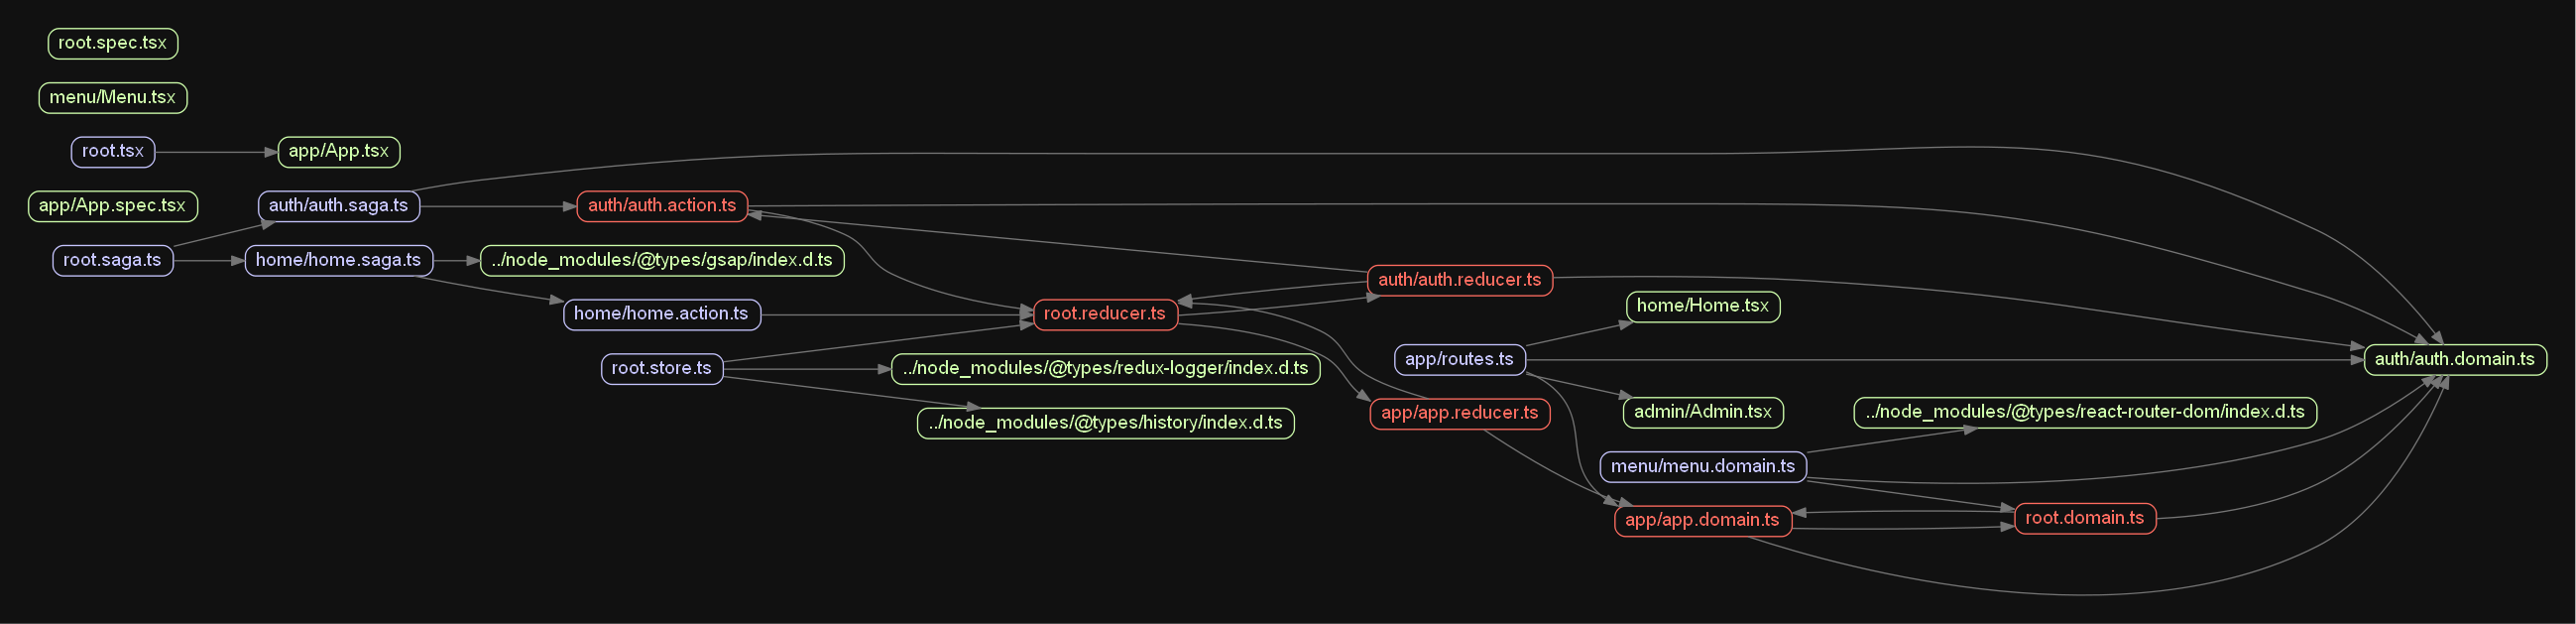 root.spec.tsx
menu/Menu.tsx
root.tsx
app/App.tsx
app/App.spec.tsx
auth/auth.saga.ts
auth/auth.action.ts
root.saga.ts
home/home.saga.ts
../node_modules/@types/gsap/index.d.ts
auth/auth.reducer.ts
home/home.action.ts
root.reducer.ts
home/Home.tsx
root.store.ts
../node_modules/@types/redux-logger/index.d.ts
app/routes.ts
auth/auth.domain.ts
../node_modules/@types/history/index.d.ts
app/app.reducer.ts
admin/Admin.tsx
../node_modules/@types/react-router-dom/index.d.ts
menu/menu.domain.ts
app/app.domain.ts
root.domain.ts